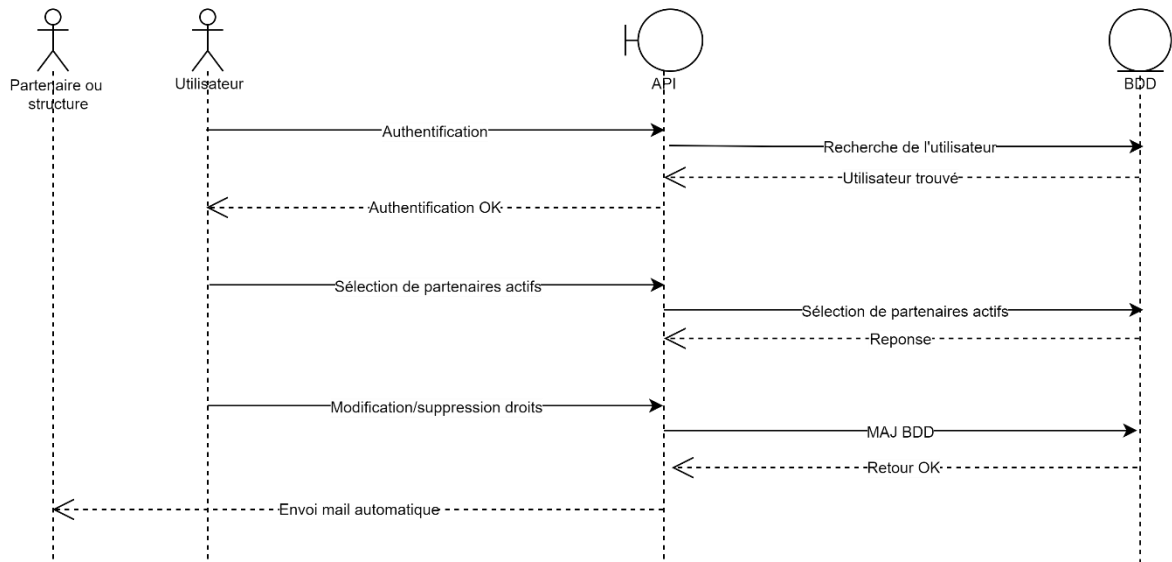 Partenaire ou
structure
Utilisateur
API
BDD
Authentification
Recherche de l'utilisateur
Utilisateur trouvé
Authentification OK
Sélection de partenaires actifs
Sélection de partenaires actifs
Reponse
Modification/suppression droits
MAJ BDD
Retour OK
Envoi mail automatique